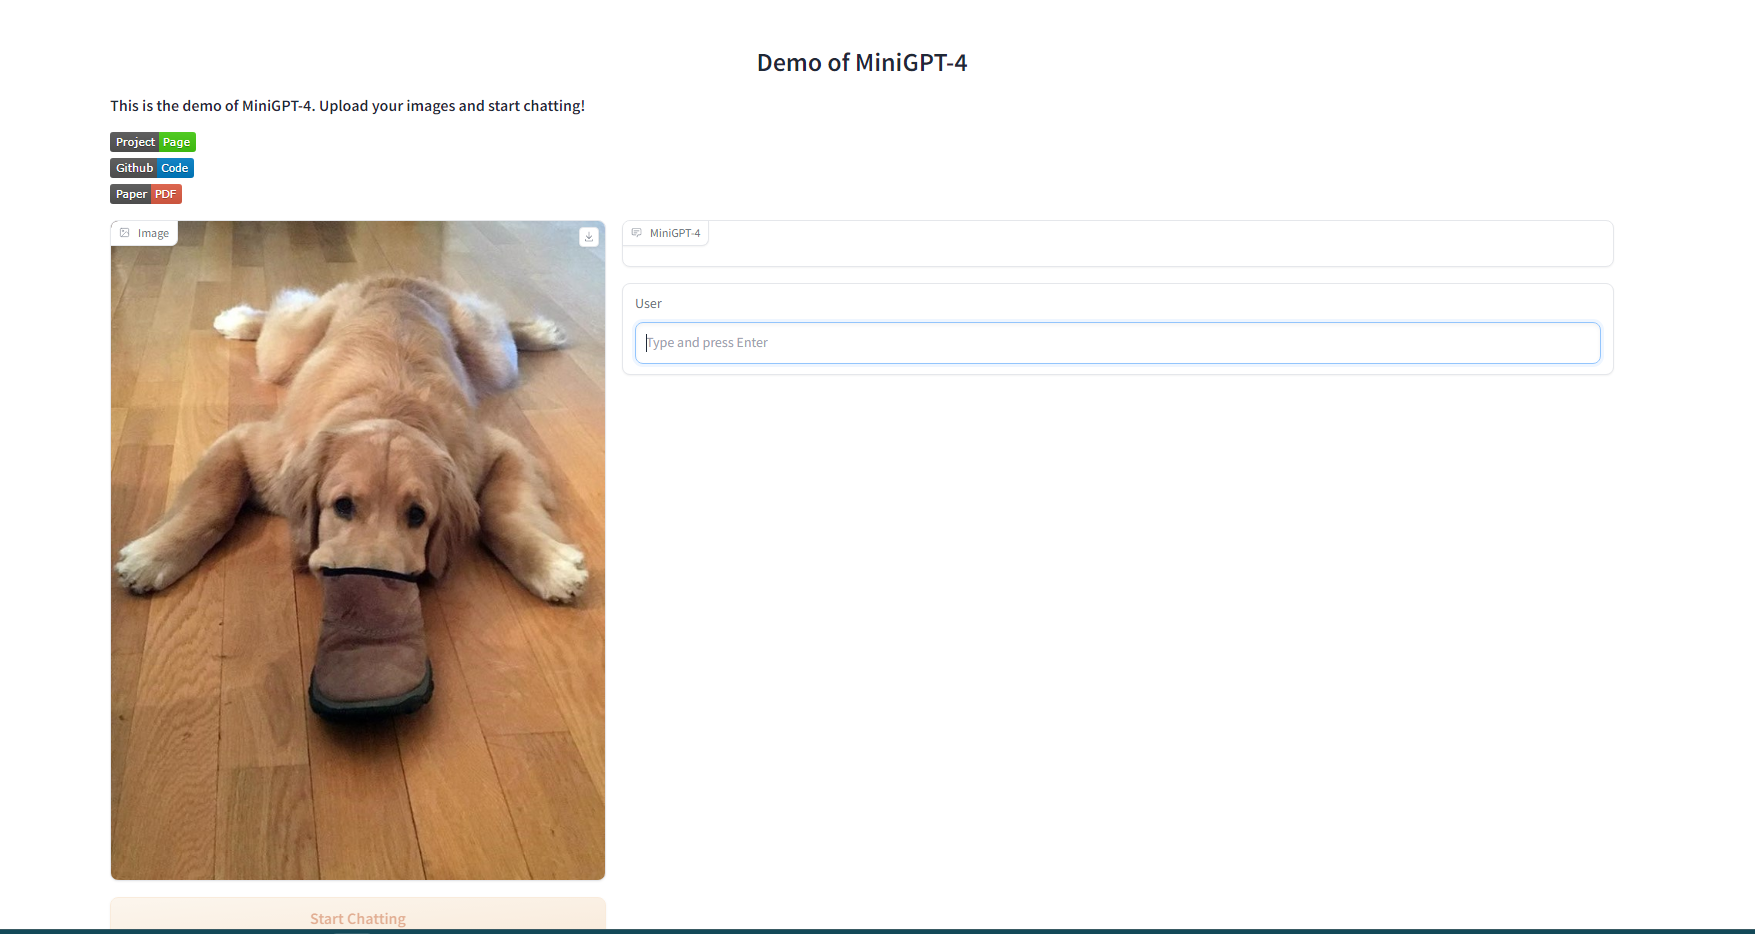 Demo of MiniGPT-4
This is the demo of MiniGPT-4. Upload your images and start chatting!
Project Page
Github Code
Paper PDF
Image
MiniGPT-4
User
Type and press Enter
Start Chatting